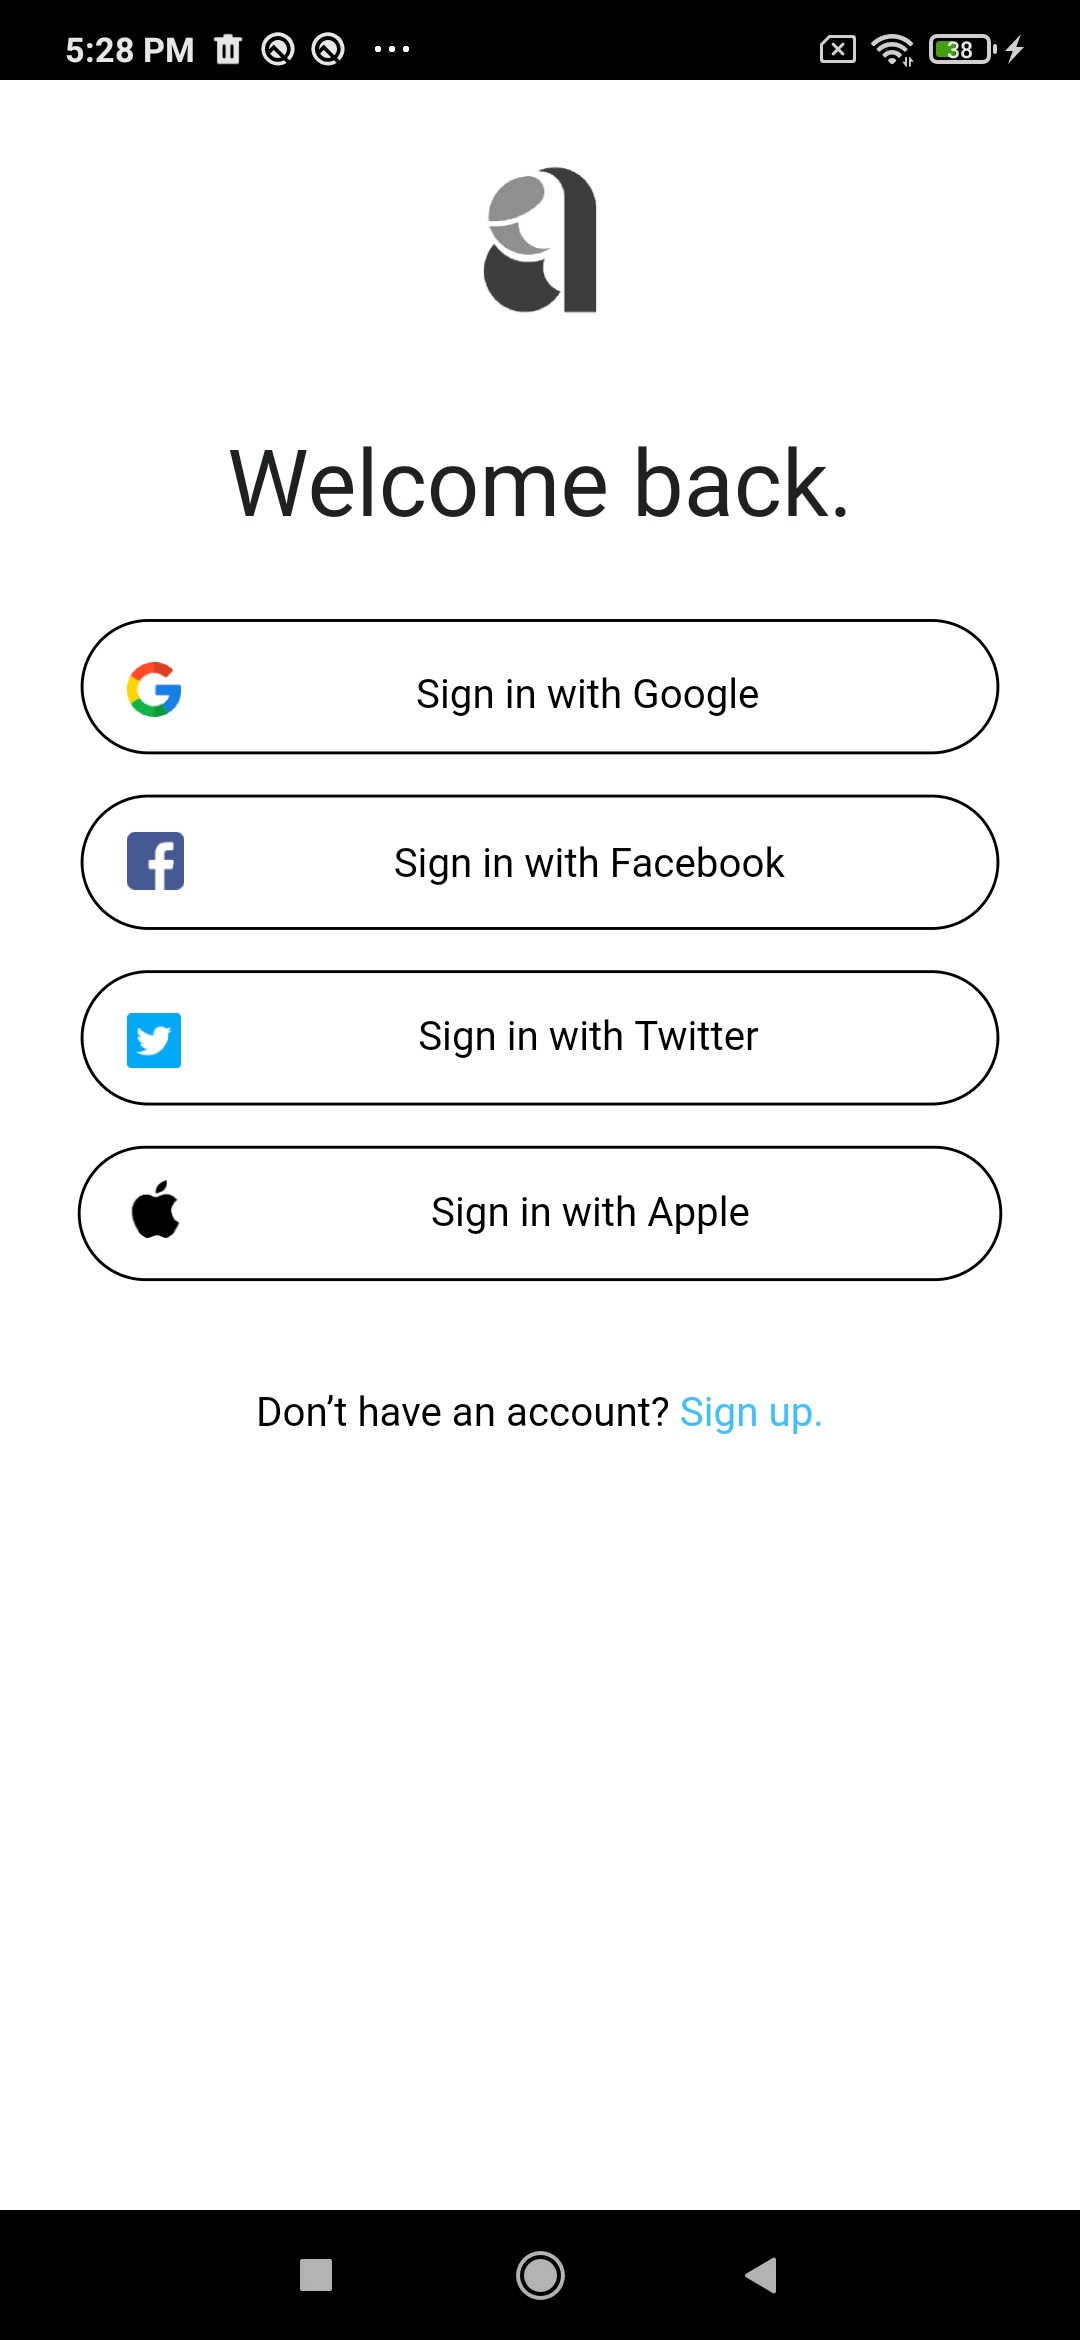 5:28 PM
38
Welcome back.
Sign in with Google
Sign in with Facebook
Sign in with Twitter
Sign in with Apple
Don’t have an account? Sign up.